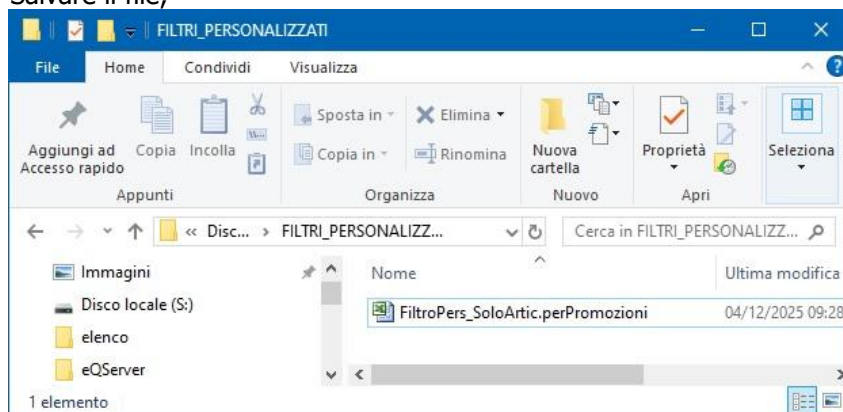 Salvare il file,
FILTRI_PERSONALIZZATI
File Home Condividi Visualizza
Aggiungi ad Accesso rapido
Copia
Incolla
Appunti
Sposta in
Copia in
Elimina
Rinomina
Organizza
Nuova cartella
Nuovo
Proprietà
Apri
Seleziona
« Disc... › FILTRI_PERSONALIZZ...
Cerca in FILTRI_PERSONALIZZ...
Immagini
Disco locale (S:)
elenco
eQServer
Nome Ultima modifica
FiltroPers_SoloArtic.perPromozioni 04/12/2025 09:28
1 elemento